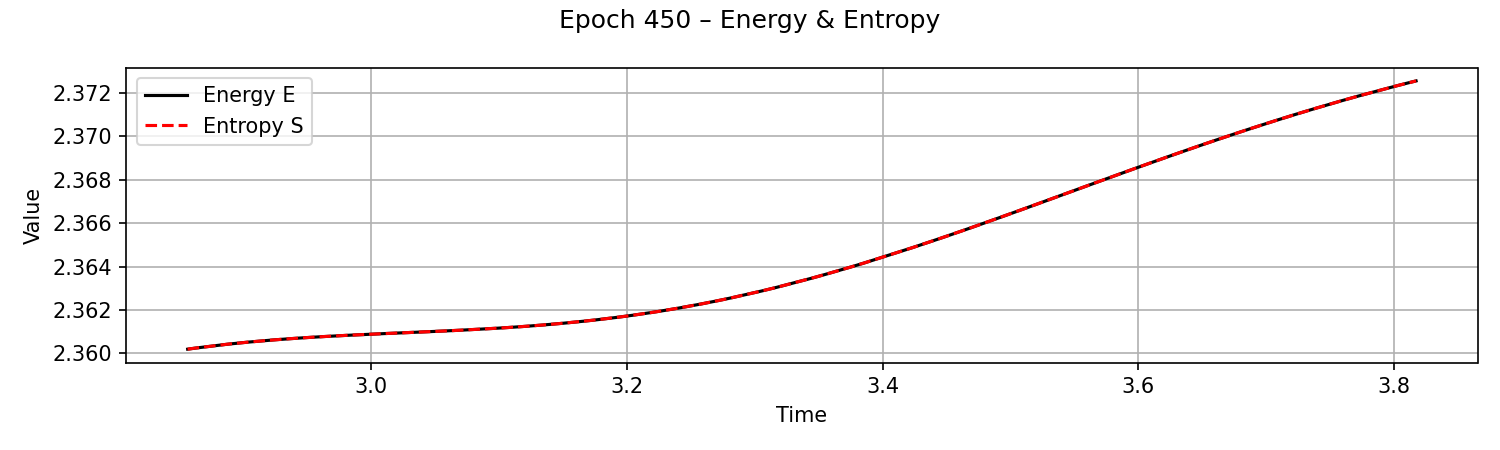 Epoch 450 – Energy & Entropy
Energy E
Entropy S
Value
2.372
2.370
2.368
2.366
2.364
2.362
2.360
3.0 3.2 3.4 3.6 3.8
Time